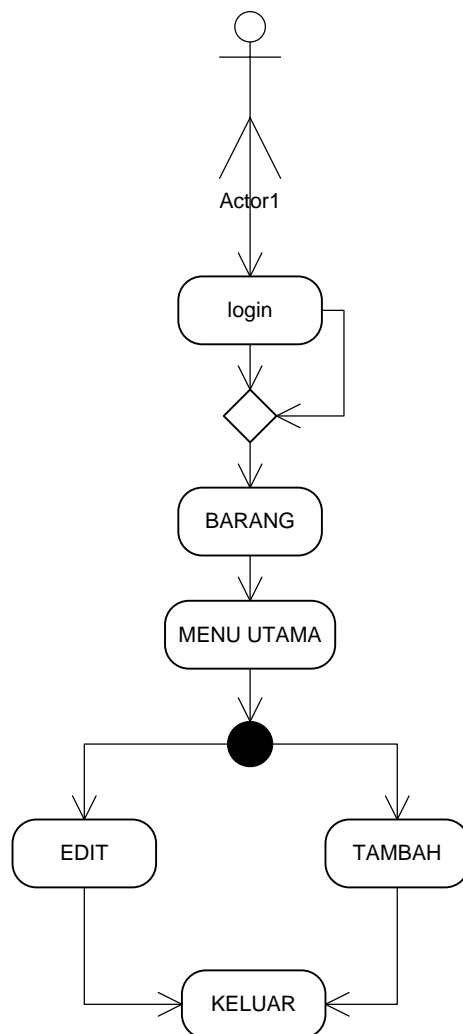 Actor1
login
BARANG
MENU UTAMA
EDIT
TAMBAH
KELUAR